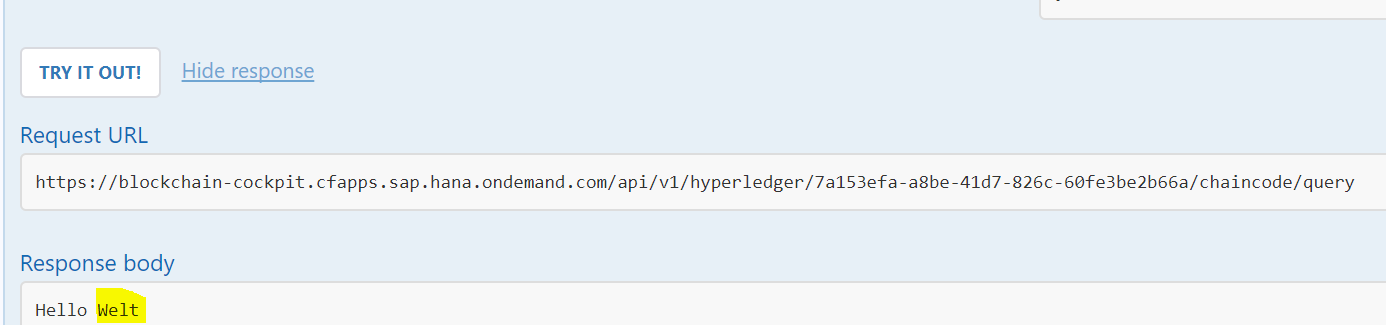 TRY IT OUT! Hide response
Request URL
https://blockchain-cockpit.cfapps.sap.hana.ondemand.com/api/v1/hyperledger/7a153efa-a8be-41d7-826c-60fe3be2b66a/chaincode/query
Response body
Hello Welt